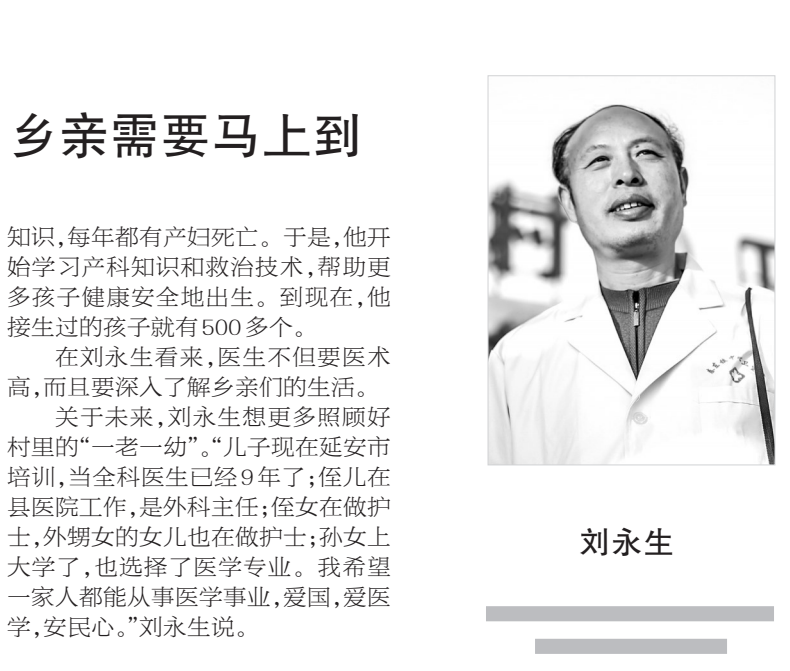 乡亲需要马上到
知识，每年都有产妇死亡。于是，他开
始学习产科知识和救治技术，帮助更
多孩子健康安全地出生。到现在，他
接生过的孩子就有500多个。
在刘永生看来，医生不但要医术
高，而且要深入了解乡亲们的生活。
关于未来，刘永生想更多照顾好
村里的“一老一幼”。“儿子现在延安市
培训，当全科医生已经9年了；侄儿在
县医院工作，是外科主任；侄女在做护
士，外甥女的女儿也在做护士；孙女上
大学了，也选择了医学专业。我希望
一家人都能从事医学事业，爱国，爱医
学，安民心。”刘永生说。
刘永生